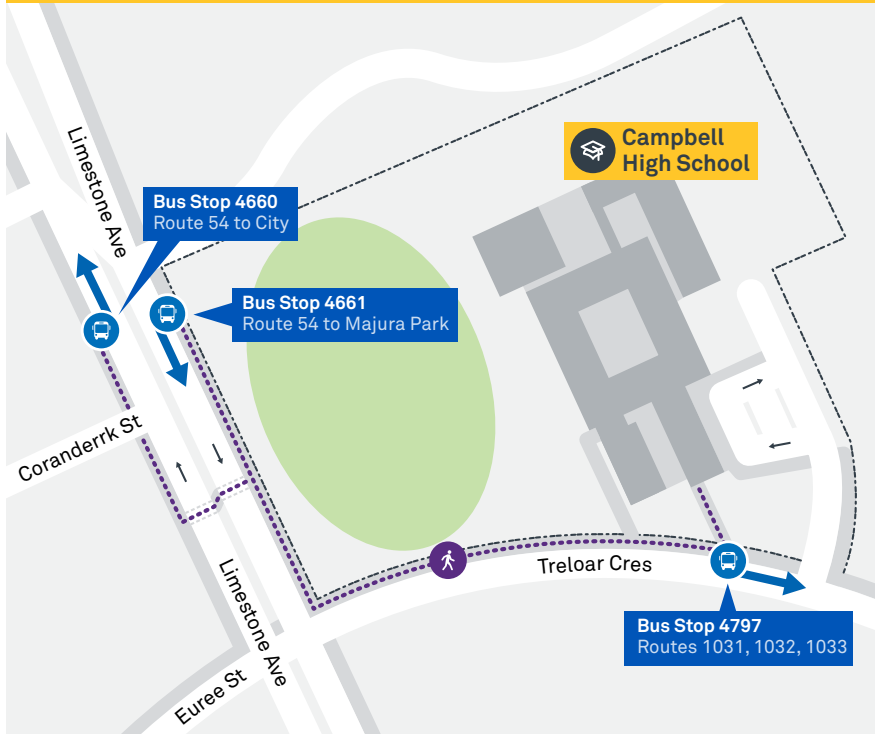 Campbell
High School
Limestone Ave
Bus Stop 4660
Route 54 to City
Bus Stop 4661
Route 54 to Majura Park
Coranderrk St
Treloar Cres
Limestone Ave
Bus Stop 4797
Routes 1031, 1032, 1033
Euree St